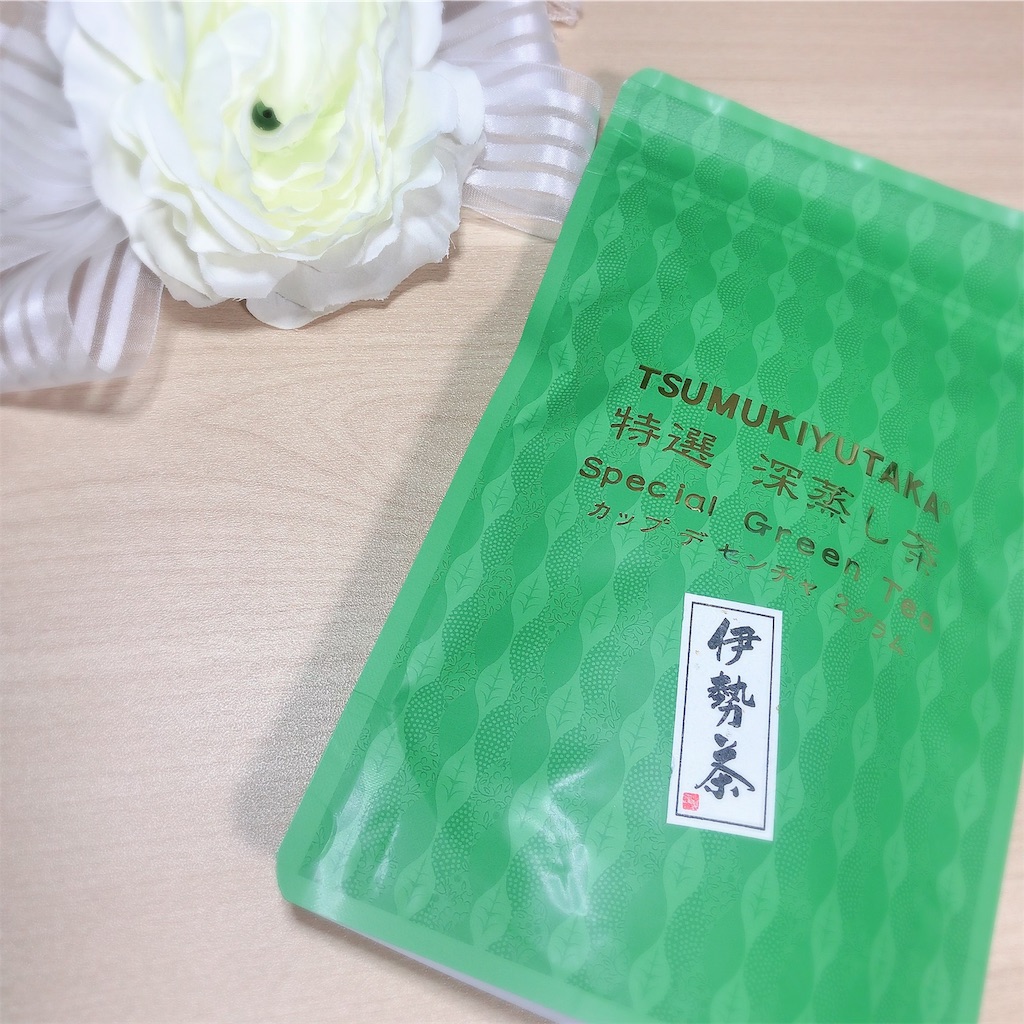 TSUMUKIYUTAKA®
特選 深蒸し茶
Special Green Tea
カップ デ センチャ 2グラム
伊勢茶